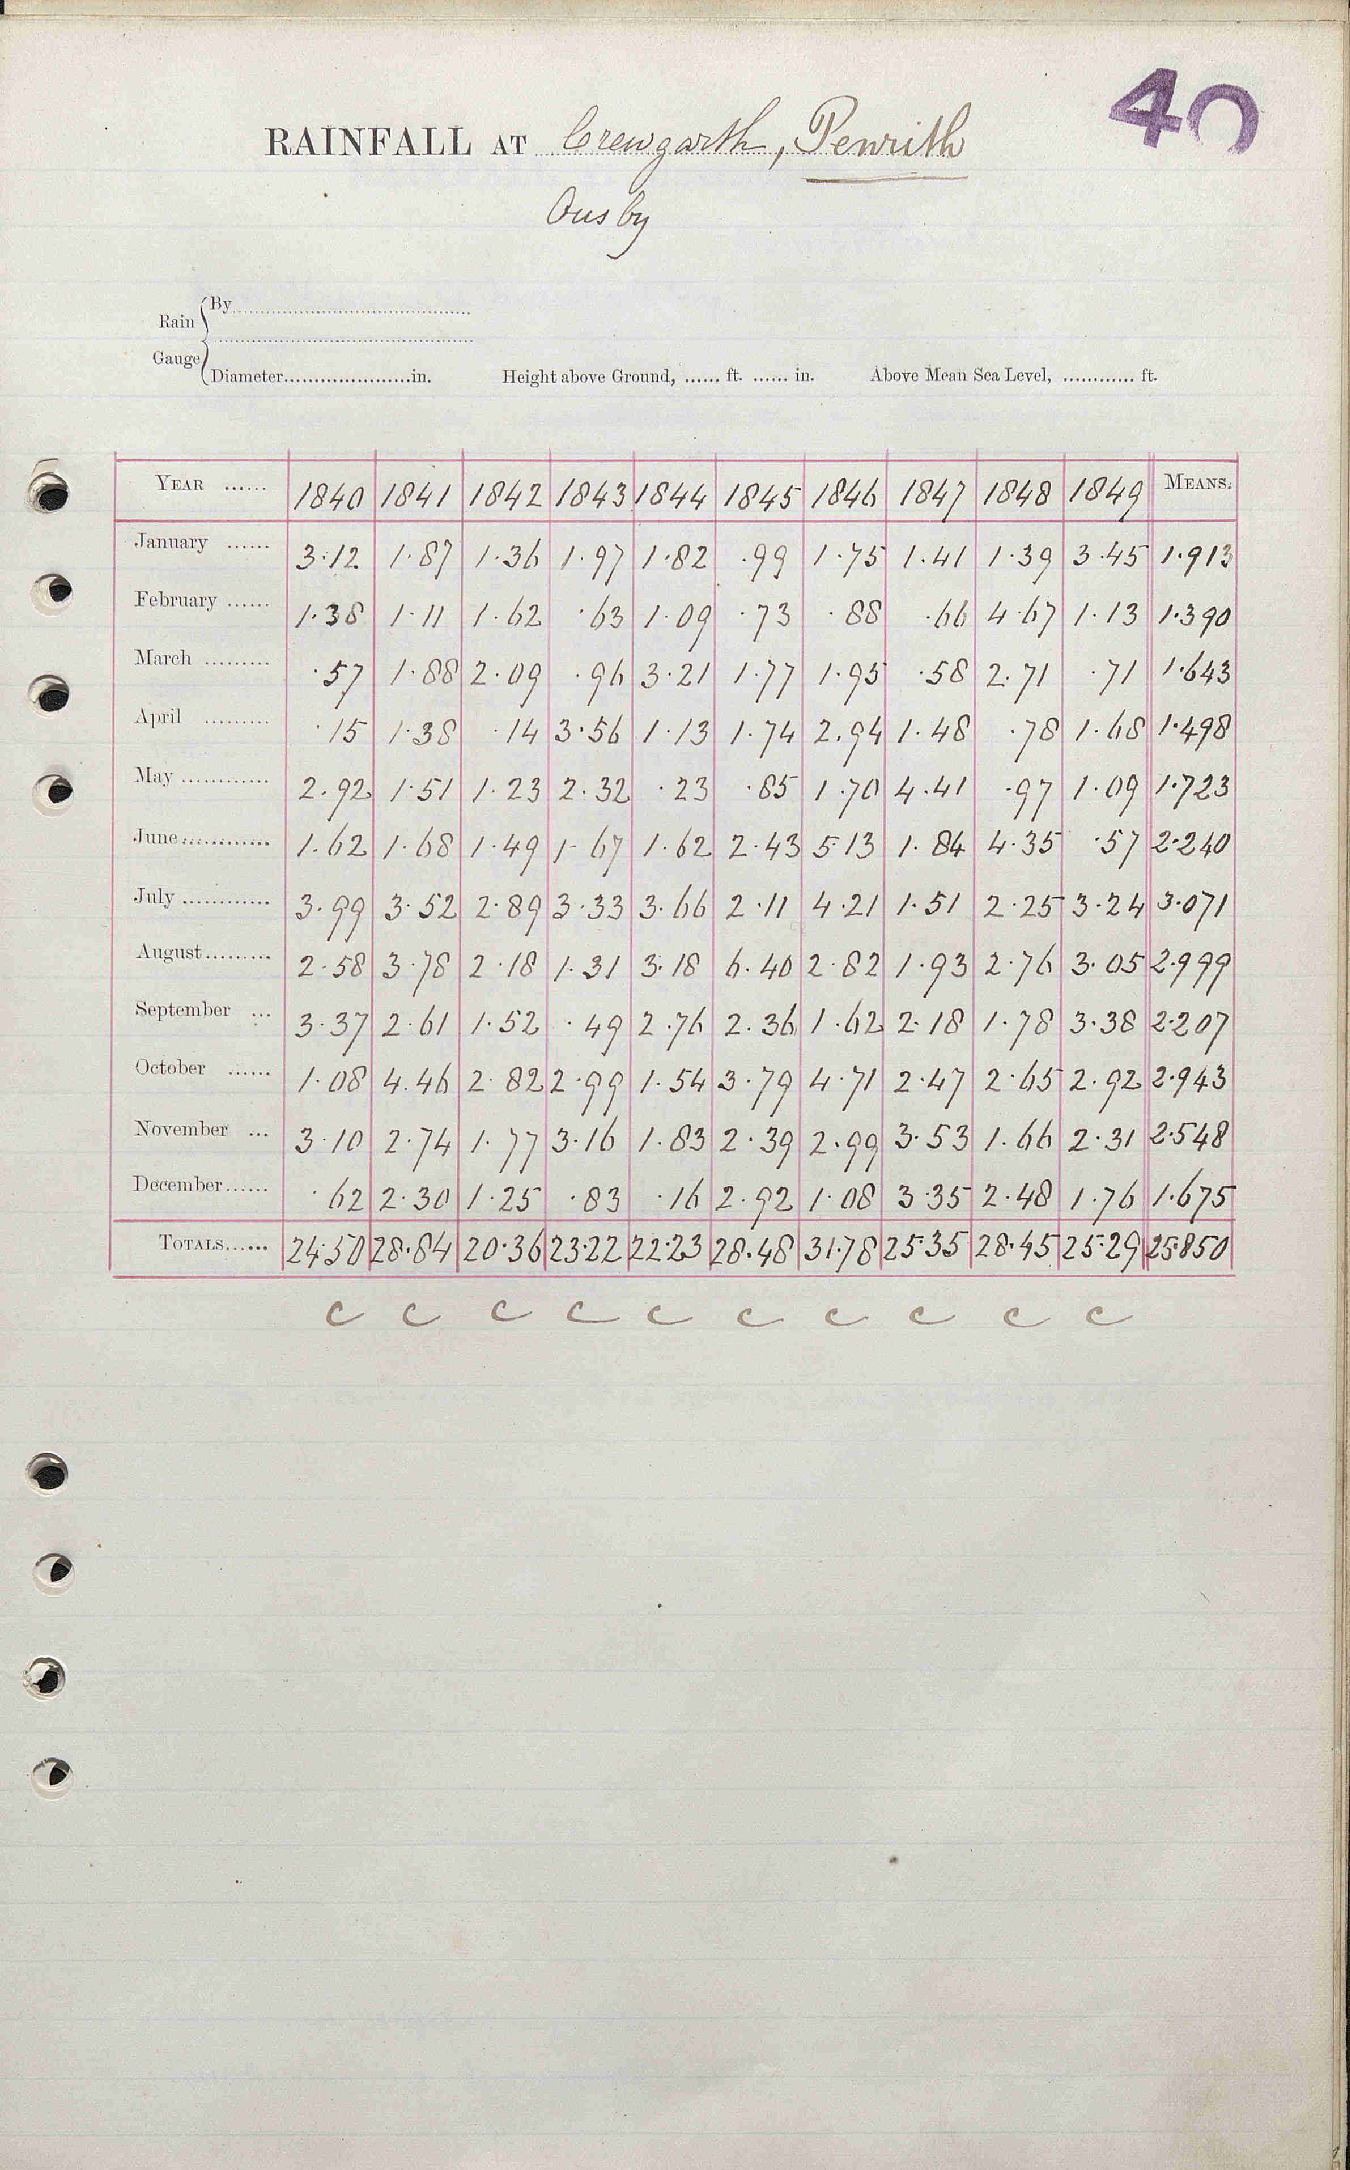 40
RAINFALL AT Crewgarth, Penrith
Ousby
Rain Gauge { By
Diameter in. Height above Ground, ft. in. Above Mean Sea Level, ft.
YEAR 1840 1841 1842 1843 1844 1845 1846 1847 1848 1849 MEANS.
January 3.12 1.87 1.36 1.97 1.82 .99 1.75 1.41 1.39 3.45 1.913
February 1.38 1.11 1.62 .63 1.09 .73 .88 .66 4.67 1.13 1.390
March .57 1.88 2.09 .96 3.21 1.77 1.95 .58 2.71 .71 1.643
April .15 1.38 .14 3.56 1.13 1.74 2.94 1.48 .78 1.68 1.498
May 2.92 1.51 1.23 2.32 .23 .85 1.70 4.41 .97 1.09 1.723
June 1.62 1.68 1.49 1.67 1.62 2.43 5.13 1.84 4.35 .57 2.240
July 3.99 3.52 2.89 3.33 3.66 2.11 4.21 1.51 2.25 3.24 3.071
August 2.58 3.78 2.18 1.31 3.18 6.40 2.82 1.93 2.76 3.05 2.999
September 3.37 2.61 1.52 .49 2.76 2.36 1.62 2.18 1.78 3.38 2.207
October 1.08 4.46 2.82 2.99 1.54 3.79 4.71 2.47 2.65 2.92 2.943
November 3.10 2.74 1.77 3.16 1.83 2.39 2.99 3.53 1.66 2.31 2.548
December .62 2.30 1.25 .83 .16 2.92 1.08 3.35 2.48 1.76 1.675
TOTALS 24.50 28.84 20.36 23.22 22.23 28.48 31.78 25.35 28.45 25.29 25.850
c c c c c c c c c c